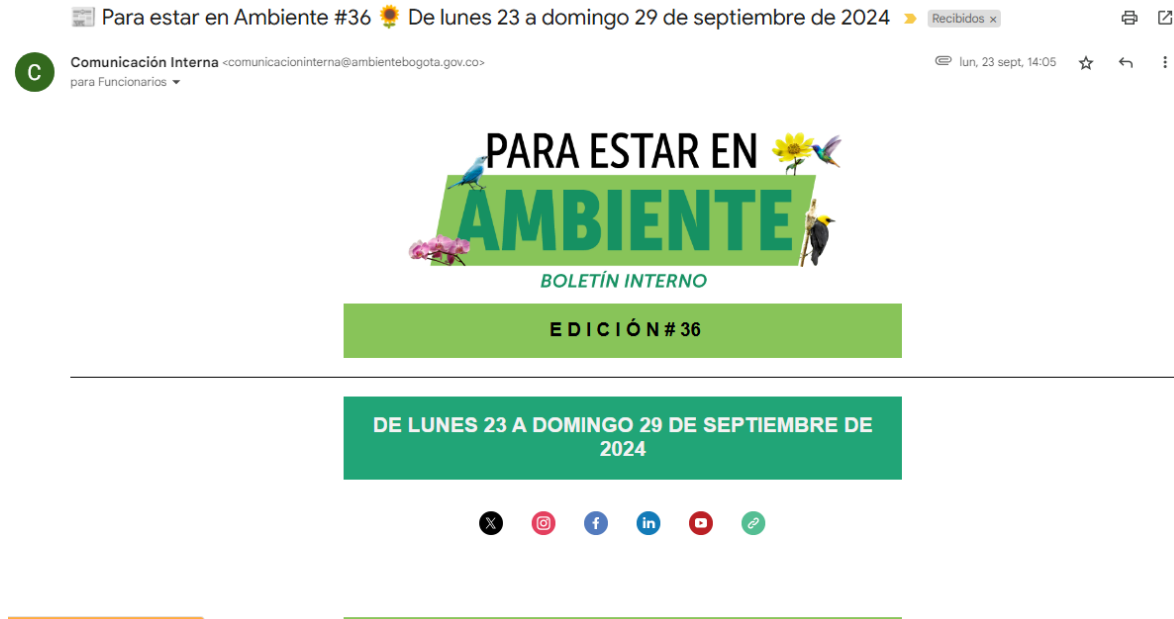 📰 Para estar en Ambiente #36 🌻 De lunes 23 a domingo 29 de septiembre de 2024 Recibidos x
C
Comunicación Interna <comunicacioninterna@ambientebogota.gov.co>
lun, 23 sept, 14:05
para Funcionarios
PARA ESTAR EN
AMBIENTE
BOLETÍN INTERNO
EDICIÓN#36
DE LUNES 23 A DOMINGO 29 DE SEPTIEMBRE DE
2024